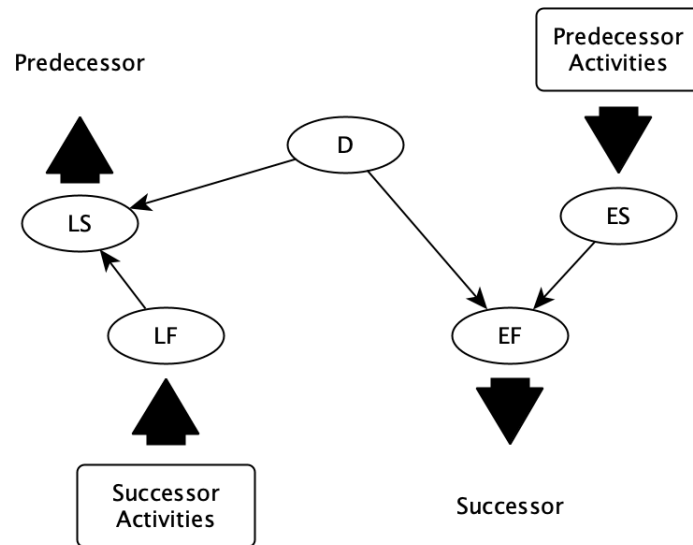 Predecessor
Predecessor
Activities
D
LS
ES
LF
EF
Successor
Activities
Successor